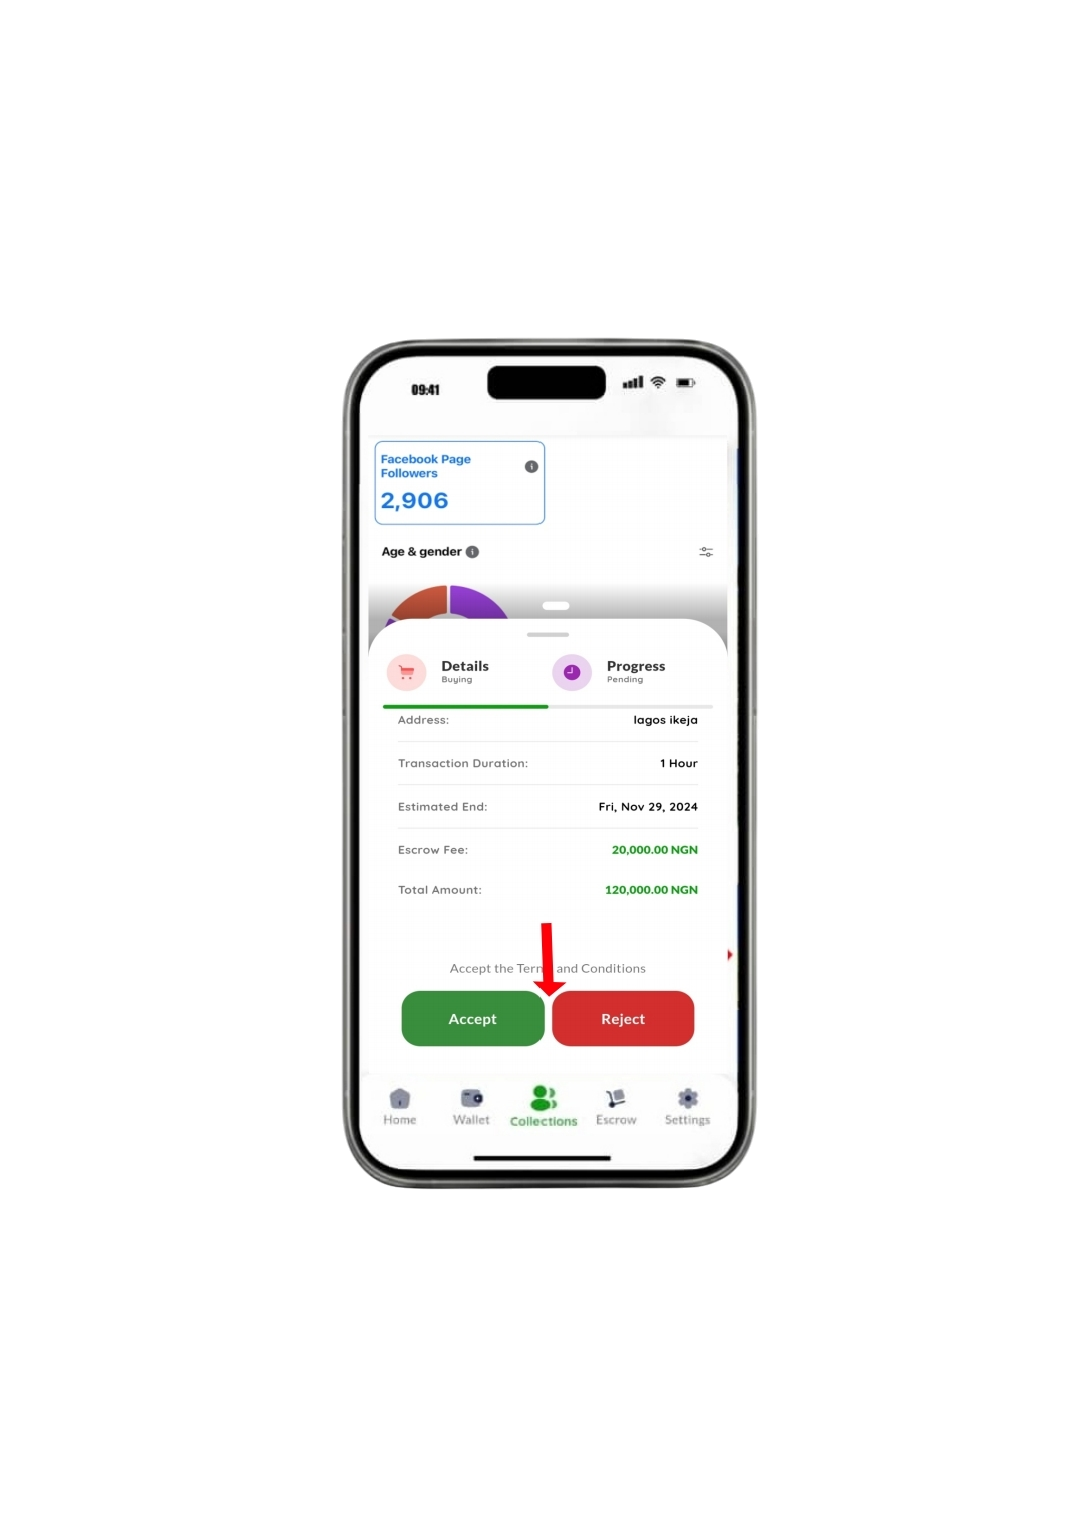 09:41
Facebook Page
Followers
2,906
Age & gender
Details
Buying
Progress
Pending
Address: lagos ikeja
Transaction Duration: 1 Hour
Estimated End: Fri, Nov 29, 2024
Escrow Fee: 20,000.00 NGN
Total Amount: 120,000.00 NGN
Accept the Terms and Conditions
Accept
Reject
Home
Wallet
Collections
Escrow
Settings